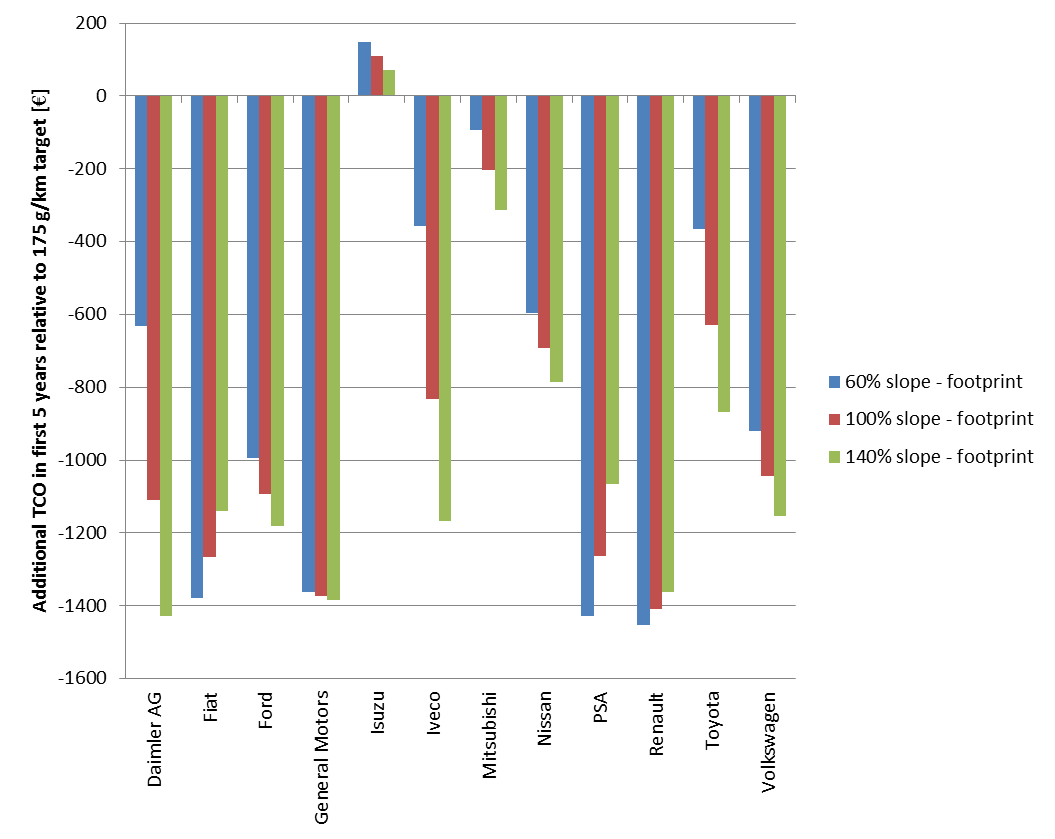 Additional TCO in first 5 years relative to 175 g/km target [€]
200
0
-200
-400
-600
-800
-1000
-1200
-1400
-1600
Daimler AG
Fiat
Ford
General Motors
Isuzu
Iveco
Mitsubishi
Nissan
PSA
Renault
Toyota
Volkswagen
60% slope - footprint
100% slope - footprint
140% slope - footprint